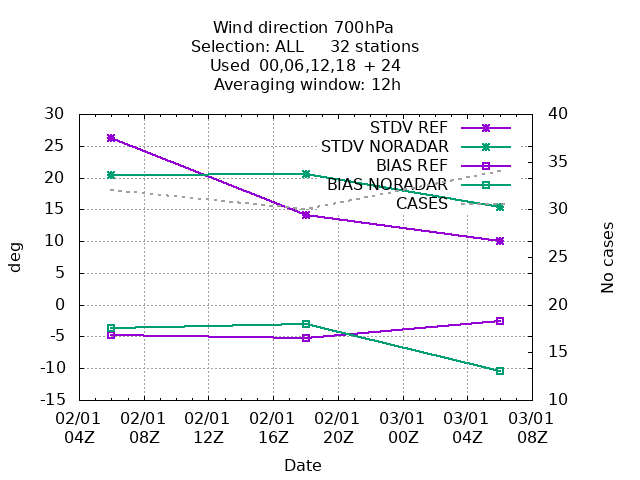 Wind direction 700hPa
Selection: ALL 32 stations
Used 00,06,12,18 + 24
Averaging window: 12h
30
25
20
15
10
5
0
-5
-10
-15
deg
40
35
30
25
20
15
10
No cases
STDV REF
STDV NORADAR
BIAS REF
BIAS NORADAR
CASES
02/01 02/01 02/01 02/01 02/01 03/01 03/01 03/01
04Z 08Z 12Z 16Z 20Z 00Z 04Z 08Z
Date